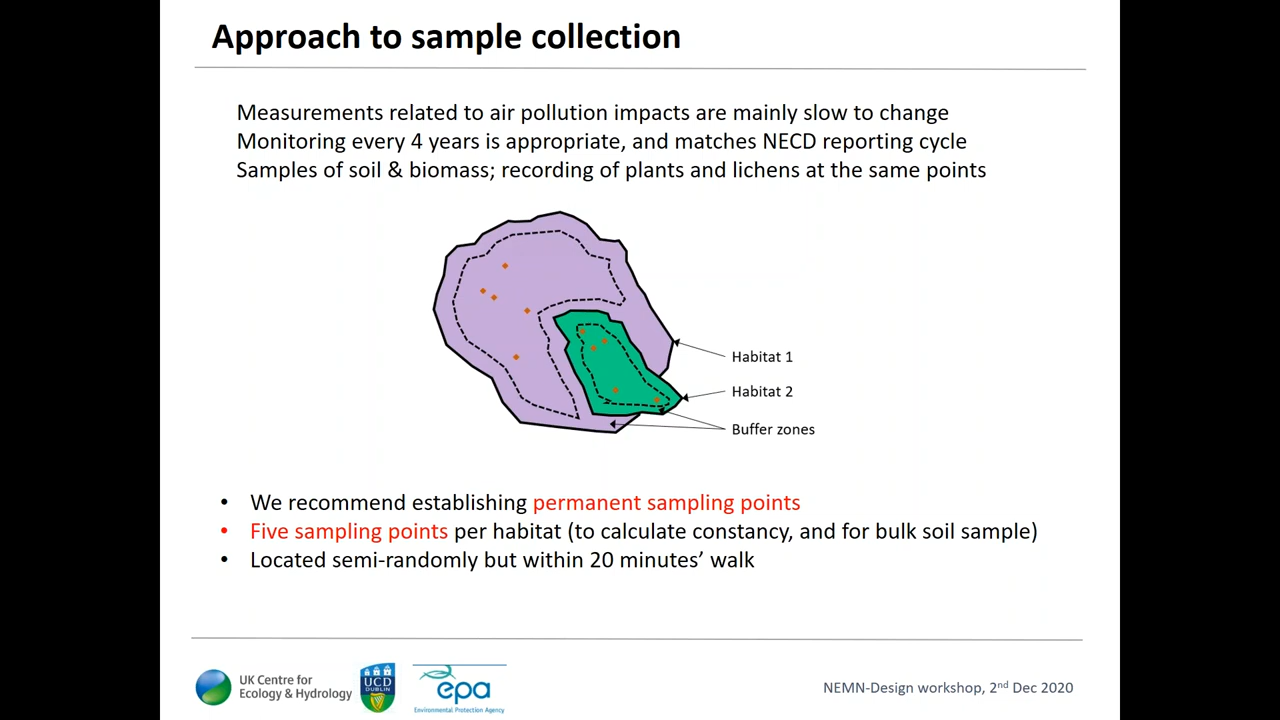 Approach to sample collection
Measurements related to air pollution impacts are mainly slow to change
Monitoring every 4 years is appropriate, and matches NECD reporting cycle
Samples of soil & biomass; recording of plants and lichens at the same points
Habitat 1
Habitat 2
Buffer zones
• We recommend establishing permanent sampling points
• Five sampling points per habitat (to calculate constancy, and for bulk soil sample)
• Located semi-randomly but within 20 minutes’ walk
UK Centre for
Ecology & Hydrology
UCD
DUBLIN
epa
Environmental Protection Agency
NEMN-Design workshop, 2nd Dec 2020